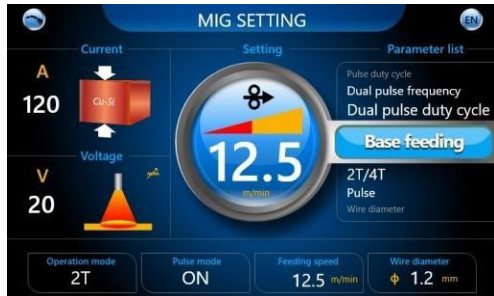 MIG SETTING
EN
Current
A
120
Cu-Si
Voltage
V
20
Setting
12.5
m/min
Parameter list
Pulse duty cycle
Dual pulse frequency
Dual pulse duty cycle
Base feeding
2T/4T
Pulse
Wire diameter
Operation mode
2T
Pulse mode
ON
Feeding speed
12.5 m/min
Wire diameter
ϕ 1.2 mm